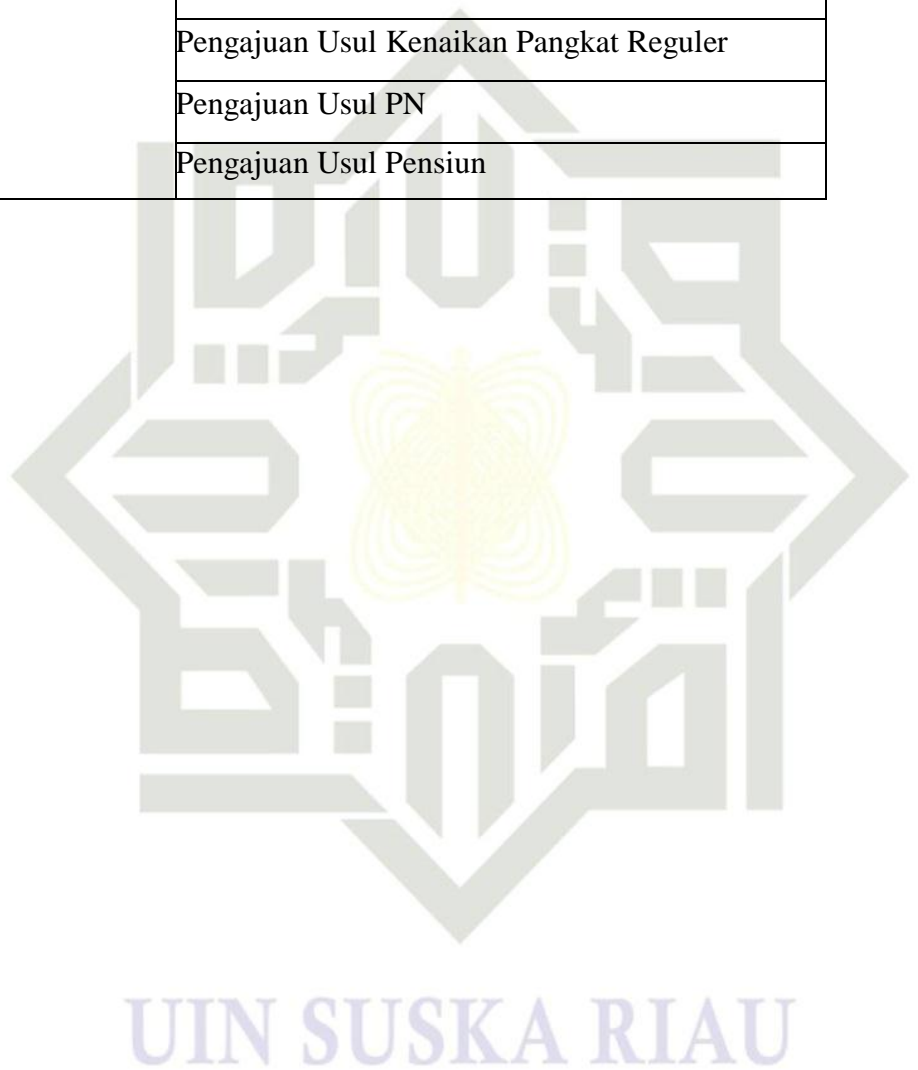 Pengajuan Usul Kenaikan Pangkat Reguler
Pengajuan Usul PN
Pengajuan Usul Pensiun
UIN SUSKA RIAU